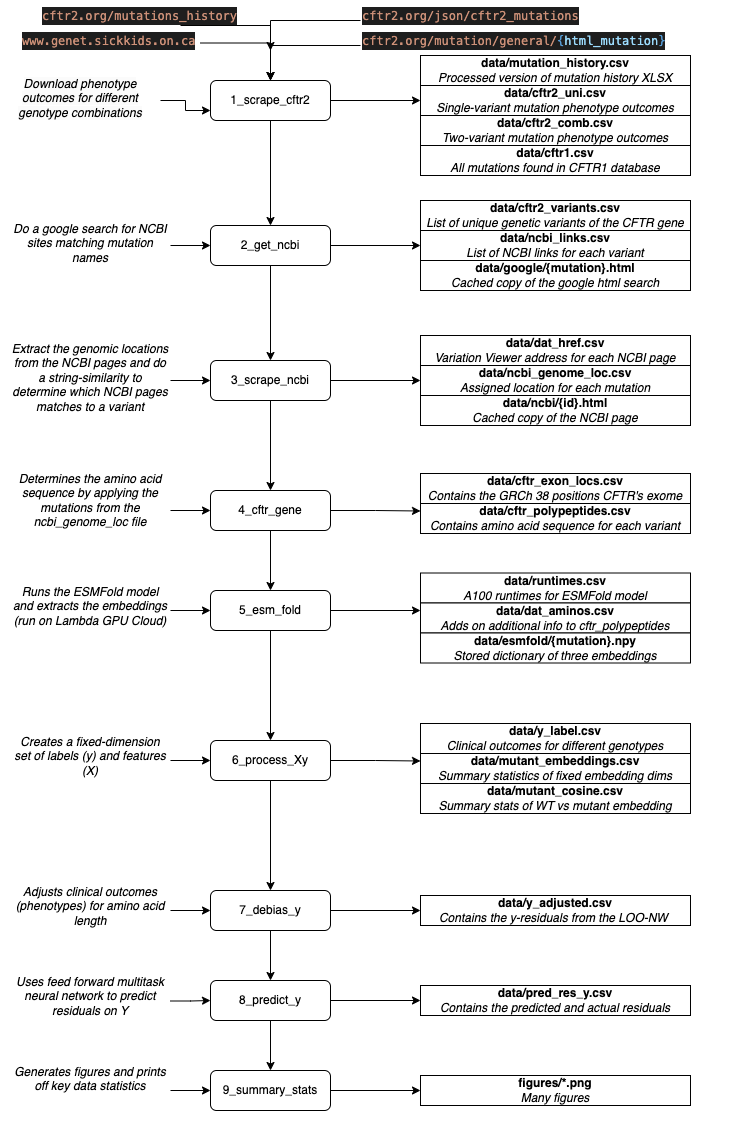 cftr2.org/mutations_history
cftr2.org/json/cftr2_mutations
www.genet.sickkids.on.ca
cftr2.org/mutation/general/{html_mutation}
Download phenotype
outcomes for different
genotype combinations
1_scrape_cftr2
data/mutation_history.csv
Processed version of mutation history XLSX
data/cftr2_uni.csv
Single-variant mutation phenotype outcomes
data/cftr2_comb.csv
Two-variant mutation phenotype outcomes
data/cftr1.csv
All mutations found in CFTR1 database
Do a google search for NCBI
sites matching mutation
names
2_get_ncbi
data/cftr2_variants.csv
List of unique genetic variants of the CFTR gene
data/ncbi_links.csv
List of NCBI links for each variant
data/google/{mutation}.html
Cached copy of the google html search
Extract the genomic locations
from the NCBI pages and do
a string-similarity to
determine which NCBI pages
matches to a variant
3_scrape_ncbi
data/dat_href.csv
Variation Viewer address for each NCBI page
data/ncbi_genome_loc.csv
Assigned location for each mutation
data/ncbi/{id}.html
Cached copy of the NCBI page
Determines the amino acid
sequence by applying the
mutations from the
ncbi_genome_loc file
4_cftr_gene
data/cftr_exon_locs.csv
Contains the GRCh 38 positions CFTR's exome
data/cftr_polypeptides.csv
Contains amino acid sequence for each variant
Runs the ESMFold model
and extracts the embeddings
(run on Lambda GPU Cloud)
5_esm_fold
data/runtimes.csv
A100 runtimes for ESMFold model
data/dat_aminos.csv
Adds on additional info to cftr_polypeptides
data/esmfold/{mutation}.npy
Stored dictionary of three embeddings
Creates a fixed-dimension
set of labels (y) and features
(X)
6_process_Xy
data/y_label.csv
Clinical outcomes for different genotypes
data/mutant_embeddings.csv
Summary statistics of fixed embedding dims
data/mutant_cosine.csv
Summary stats of WT vs mutant embedding
Adjusts clinical outcomes
(phenotypes) for amino acid
length
7_debias_y
data/y_adjusted.csv
Contains the y-residuals from the LOO-NW
Uses feed forward multitask
neural network to predict
residuals on Y
8_predict_y
data/pred_res_y.csv
Contains the predicted and actual residuals
Generates figures and prints
off key data statistics
9_summary_stats
figures/*.png
Many figures